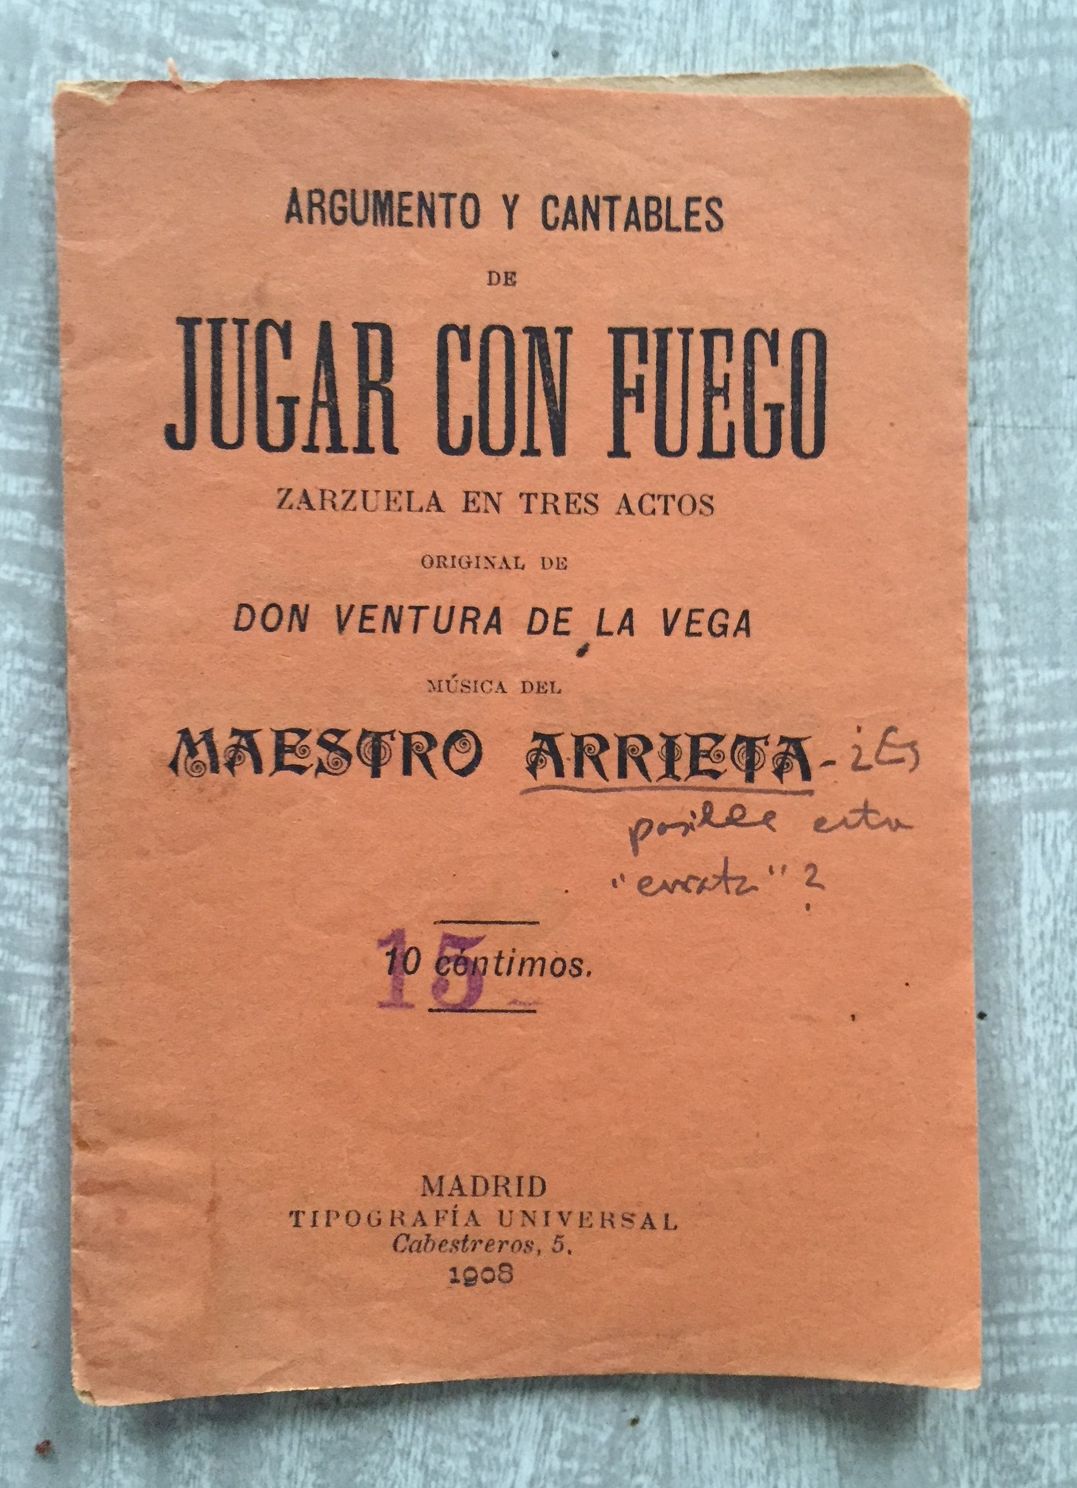 ARGUMENTO Y CANTABLES
DE
JUGAR CON FUEGO
ZARZUELA EN TRES ACTOS
ORIGINAL DE
DON VENTURA DE LA VEGA
MÚSICA DEL
MAESTRO ARRIETA - ¿Es
posible esta
"errata"?
10 céntimos.
15
MADRID
TIPOGRAFÍA UNIVERSAL
Cabestreros, 5.
1908